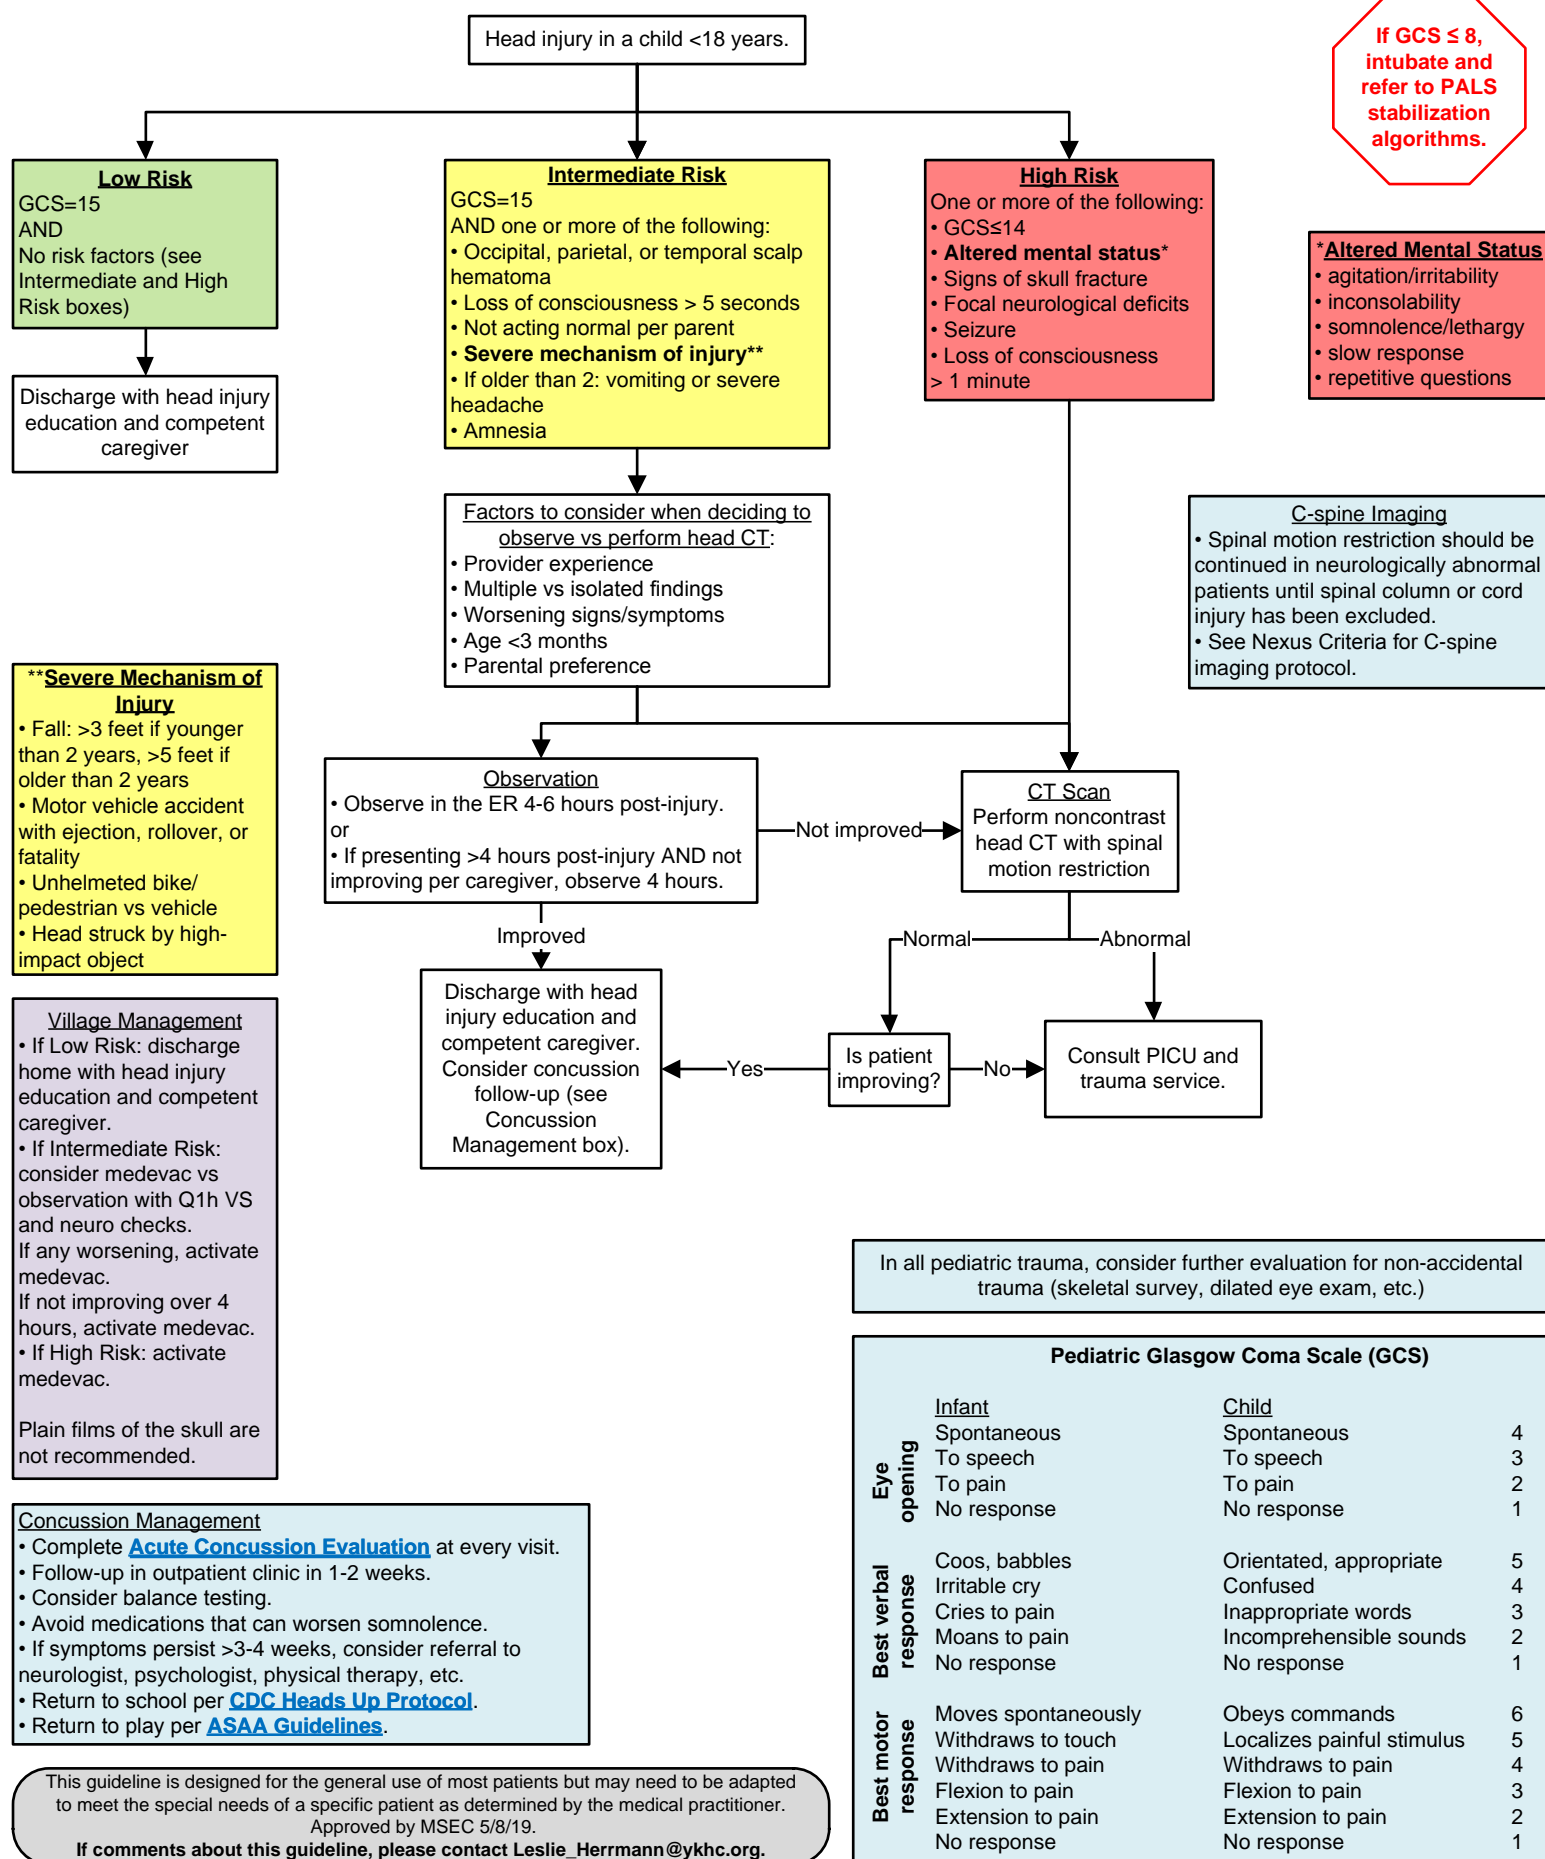 Head injury in a child <18 years.
If GCS ≤ 8,
intubate and
refer to PALS
stabilization
algorithms.
Low Risk
GCS=15
AND
No risk factors (see
Intermediate and High
Risk boxes)
Discharge with head injury
education and competent
caregiver
Intermediate Risk
GCS=15
AND one or more of the following:
• Occipital, parietal, or temporal scalp
hematoma
• Loss of consciousness > 5 seconds
• Not acting normal per parent
• Severe mechanism of injury**
• If older than 2: vomiting or severe
headache
• Amnesia
High Risk
One or more of the following:
• GCS≤14
• Altered mental status*
• Signs of skull fracture
• Focal neurological deficits
• Seizure
• Loss of consciousness
> 1 minute
*Altered Mental Status
• agitation/irritability
• inconsolability
• somnolence/lethargy
• slow response
• repetitive questions
Factors to consider when deciding to
observe vs perform head CT:
• Provider experience
• Multiple vs isolated findings
• Worsening signs/symptoms
• Age <3 months
• Parental preference
C-spine Imaging
• Spinal motion restriction should be
continued in neurologically abnormal
patients until spinal column or cord
injury has been excluded.
• See Nexus Criteria for C-spine
imaging protocol.
**Severe Mechanism of
Injury
• Fall: >3 feet if younger
than 2 years, >5 feet if
older than 2 years
• Motor vehicle accident
with ejection, rollover, or
fatality
• Unhelmeted bike/
pedestrian vs vehicle
• Head struck by high-
impact object
Observation
• Observe in the ER 4-6 hours post-injury.
or
• If presenting >4 hours post-injury AND not
improving per caregiver, observe 4 hours.
Not improved
CT Scan
Perform noncontrast
head CT with spinal
motion restriction
Improved
Normal
Abnormal
Discharge with head
injury education and
competent caregiver.
Consider concussion
follow-up (see
Concussion
Management box).
Yes
Is patient
improving?
No
Consult PICU and
trauma service.
Village Management
• If Low Risk: discharge
home with head injury
education and competent
caregiver.
• If Intermediate Risk:
consider medevac vs
observation with Q1h VS
and neuro checks.
If any worsening, activate
medevac.
If not improving over 4
hours, activate medevac.
• If High Risk: activate
medevac.
Plain films of the skull are
not recommended.
In all pediatric trauma, consider further evaluation for non-accidental
trauma (skeletal survey, dilated eye exam, etc.)
Concussion Management
• Complete Acute Concussion Evaluation at every visit.
• Follow-up in outpatient clinic in 1-2 weeks.
• Consider balance testing.
• Avoid medications that can worsen somnolence.
• If symptoms persist >3-4 weeks, consider referral to
neurologist, psychologist, physical therapy, etc.
• Return to school per CDC Heads Up Protocol.
• Return to play per ASAA Guidelines.
Pediatric Glasgow Coma Scale (GCS)
Infant Child
Eye
opening
Spontaneous Spontaneous 4
To speech To speech 3
To pain To pain 2
No response No response 1
Best verbal
response
Coos, babbles Orientated, appropriate 5
Irritable cry Confused 4
Cries to pain Inappropriate words 3
Moans to pain Incomprehensible sounds 2
No response No response 1
Best motor
response
Moves spontaneously Obeys commands 6
Withdraws to touch Localizes painful stimulus 5
Withdraws to pain Withdraws to pain 4
Flexion to pain Flexion to pain 3
Extension to pain Extension to pain 2
No response No response 1
This guideline is designed for the general use of most patients but may need to be adapted
to meet the special needs of a specific patient as determined by the medical practitioner.
Approved by MSEC 5/8/19.
If comments about this guideline, please contact Leslie_Herrmann@ykhc.org.